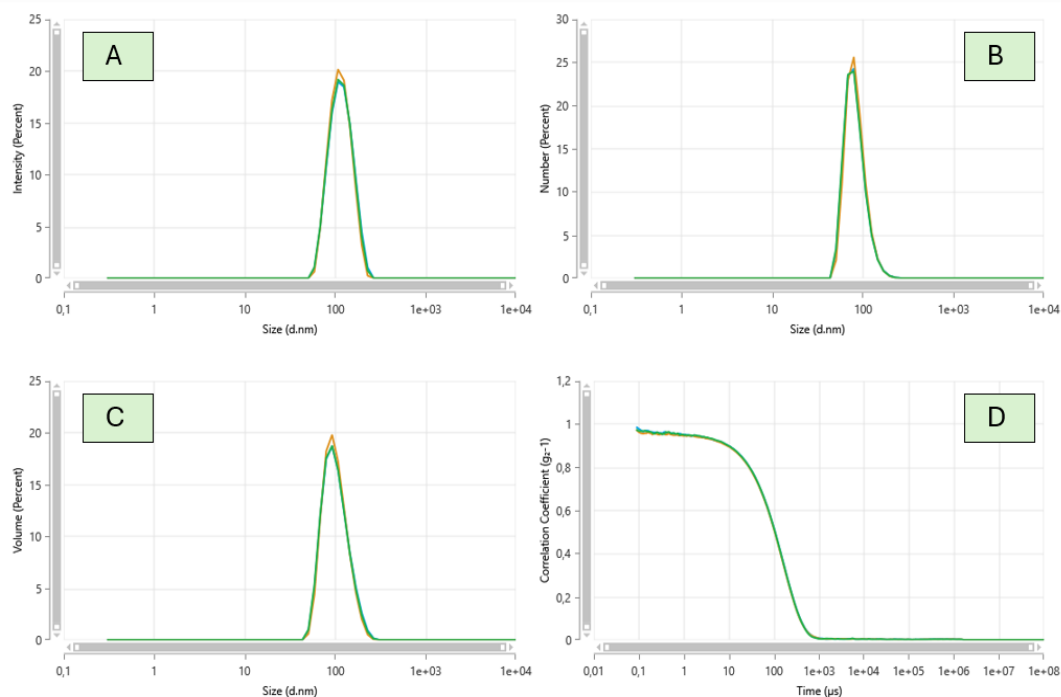 A
Intensity (Percent)
25
20
15
10
5
0
0,1
1
10
100
1e+03
1e+04
Size (d.nm)
B
Number (Percent)
30
25
20
15
10
5
0
0,1
1
10
100
1e+03
1e+04
Size (d.nm)
C
Volume (Percent)
25
20
15
10
5
0
0,1
1
10
100
1e+03
1e+04
Size (d.nm)
D
Correlation Coefficient (g₂-1)
1,2
1
0,8
0,6
0,4
0,2
0
0,01
0,1
1
10
100
1e+03
1e+04
1e+05
1e+06
1e+07
1e+08
Time (µs)